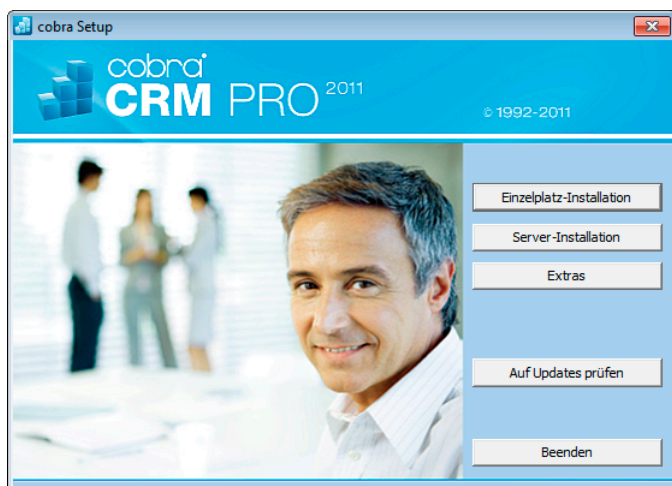 cobra Setup
cobra
CRM PRO 2011
© 1992-2011
Einzelplatz-Installation
Server-Installation
Extras
Auf Updates prüfen
Beenden